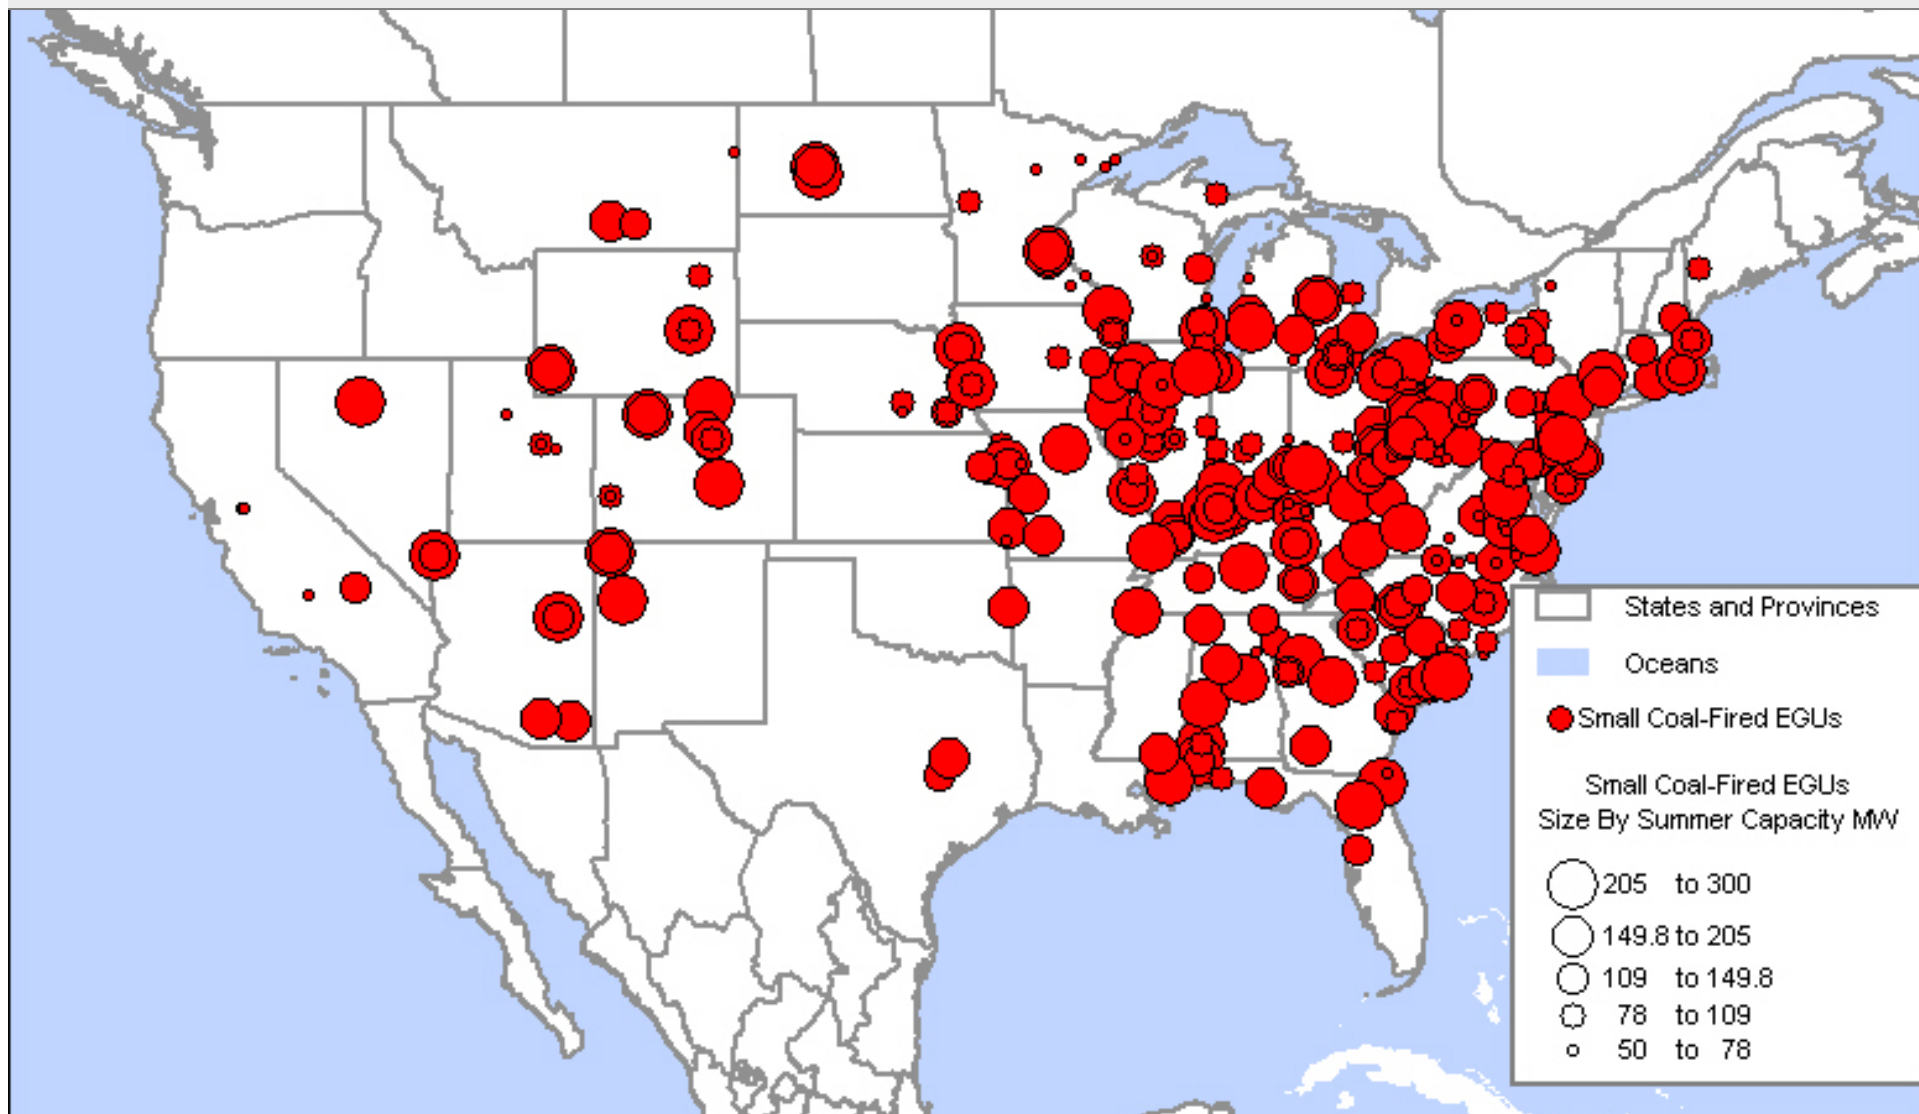 States and Provinces
Oceans
Small Coal-Fired EGUs
Small Coal-Fired EGUs
Size By Summer Capacity MW
205 to 300
149.8 to 205
109 to 149.8
78 to 109
50 to 78